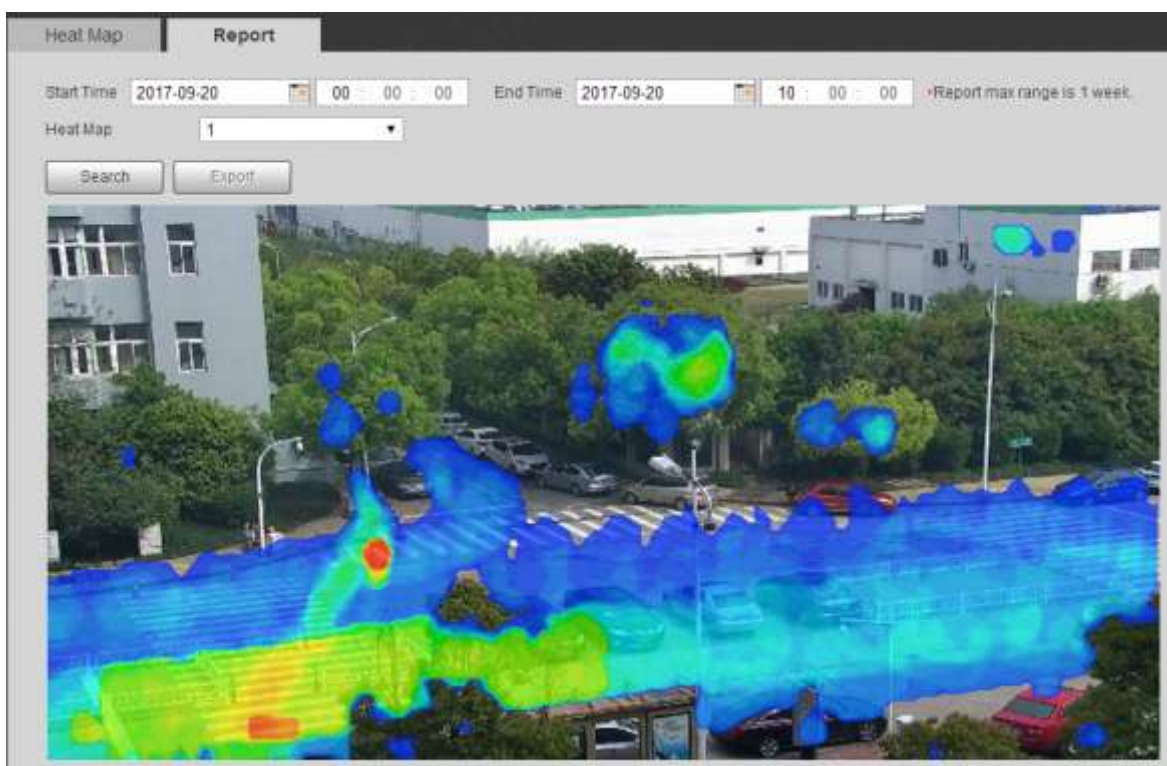 Heat Map Report
Start Time 2017-09-20 00 : 00 : 00 End Time 2017-09-20 10 : 00 : 00 *Report max range is 1 week.
Heat Map 1
Search Export